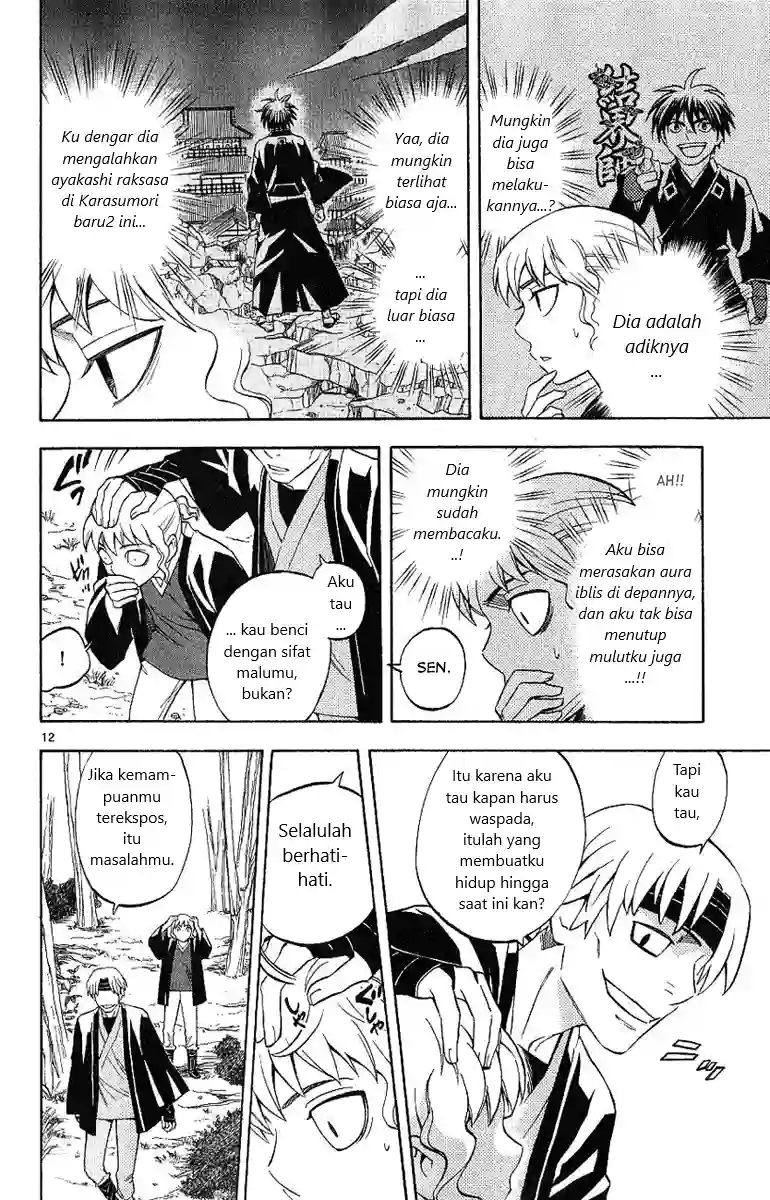 結界師
Mungkin
dia juga
bisa
melaku-
kannya...?
Dia adalah
adiknya
...
Yaa, dia
mungkin
terlihat
biasa aja...
...
tapi dia
luar biasa
...
Ku dengar dia
mengalahkan
ayakashi raksasa
di Karasumori
baru2 ini...
AH!!
Aku bisa
merasakan aura
iblis di depannya,
dan aku tak bisa
menutup
mulutku juga
...!!
Dia
mungkin
sudah
membacaku.
..!
SEN.
Aku
tau
...
... kau benci
dengan sifat
malumu,
bukan?
!
12
Tapi
kau
tau,
Itu karena aku
tau kapan harus
waspada,
itulah yang
membuatku
hidup hingga
saat ini kan?
Selalulah
berhati-
hati.
Jika kemam-
puanmu
terekspos,
itu
masalahmu.